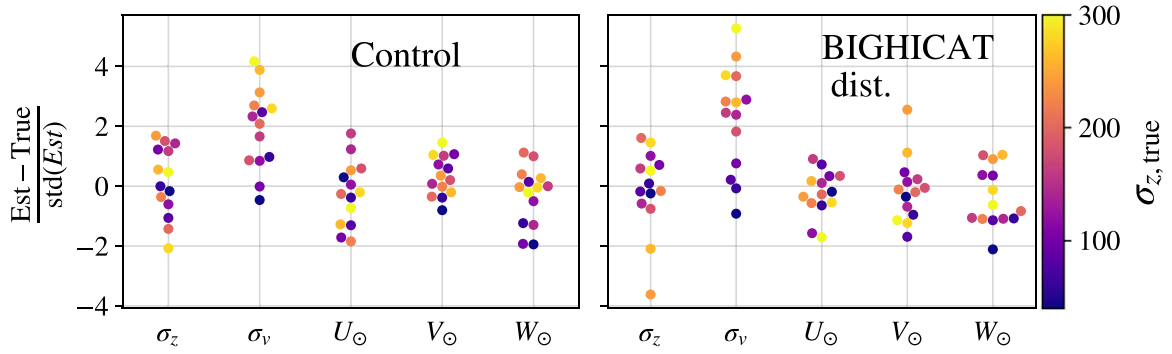 Est − True
std(Est)
4
2
0
−2
−4
Control
σz σv U⊙ V⊙ W⊙
BIGHICAT
dist.
σz σv U⊙ V⊙ W⊙
300
200
100
σz, true